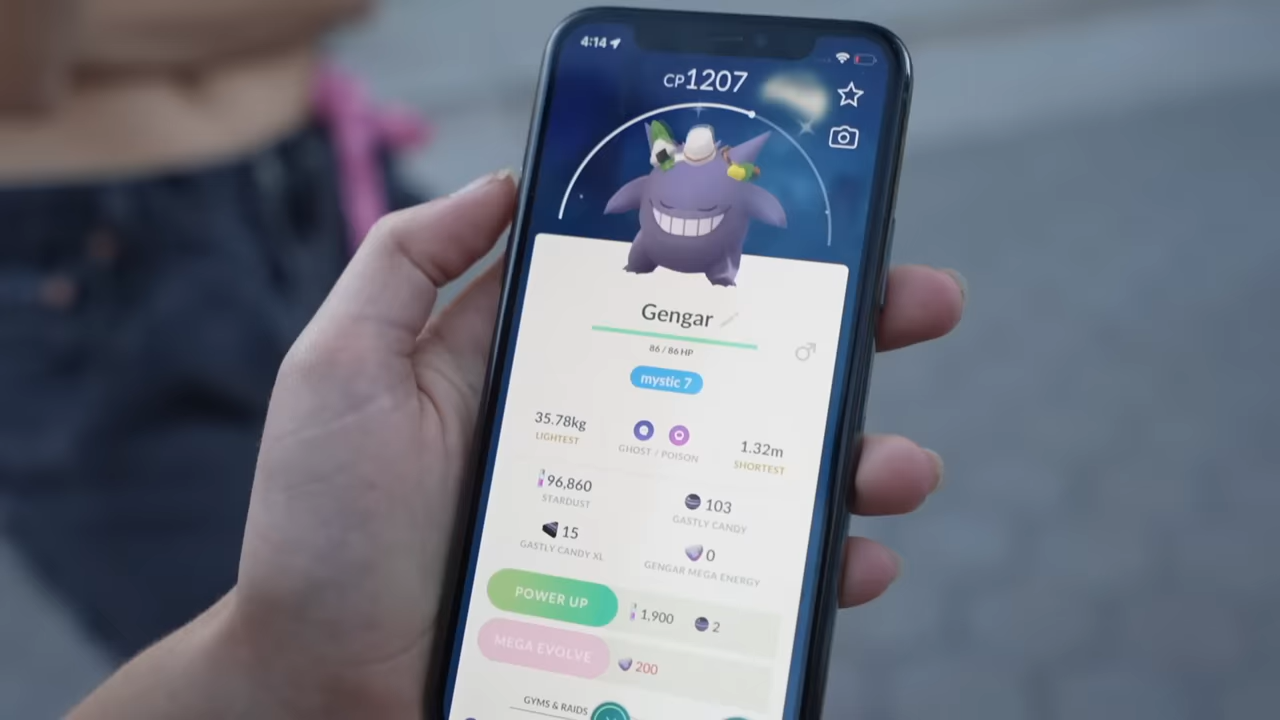 4:14
CP1207
Gengar
86 / 86 HP
mystic 7
35.78kg
LIGHTEST
GHOST / POISON
1.32m
SHORTEST
96,860
STARDUST
103
GASTLY CANDY
15
GASTLY CANDY XL
0
GENGAR MEGA ENERGY
POWER UP
1,900
2
MEGA EVOLVE
200
GYMS & RAIDS